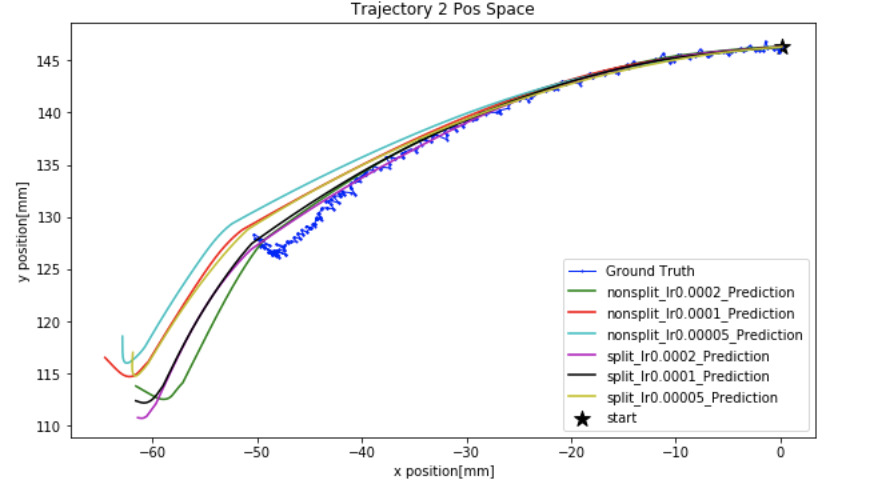 Trajectory 2 Pos Space
y position[mm]
145
140
135
130
125
120
115
110
−60
−50
−40
−30
−20
−10
0
x position[mm]
Ground Truth
nonsplit_lr0.0002_Prediction
nonsplit_lr0.0001_Prediction
nonsplit_lr0.00005_Prediction
split_lr0.0002_Prediction
split_lr0.0001_Prediction
split_lr0.00005_Prediction
start